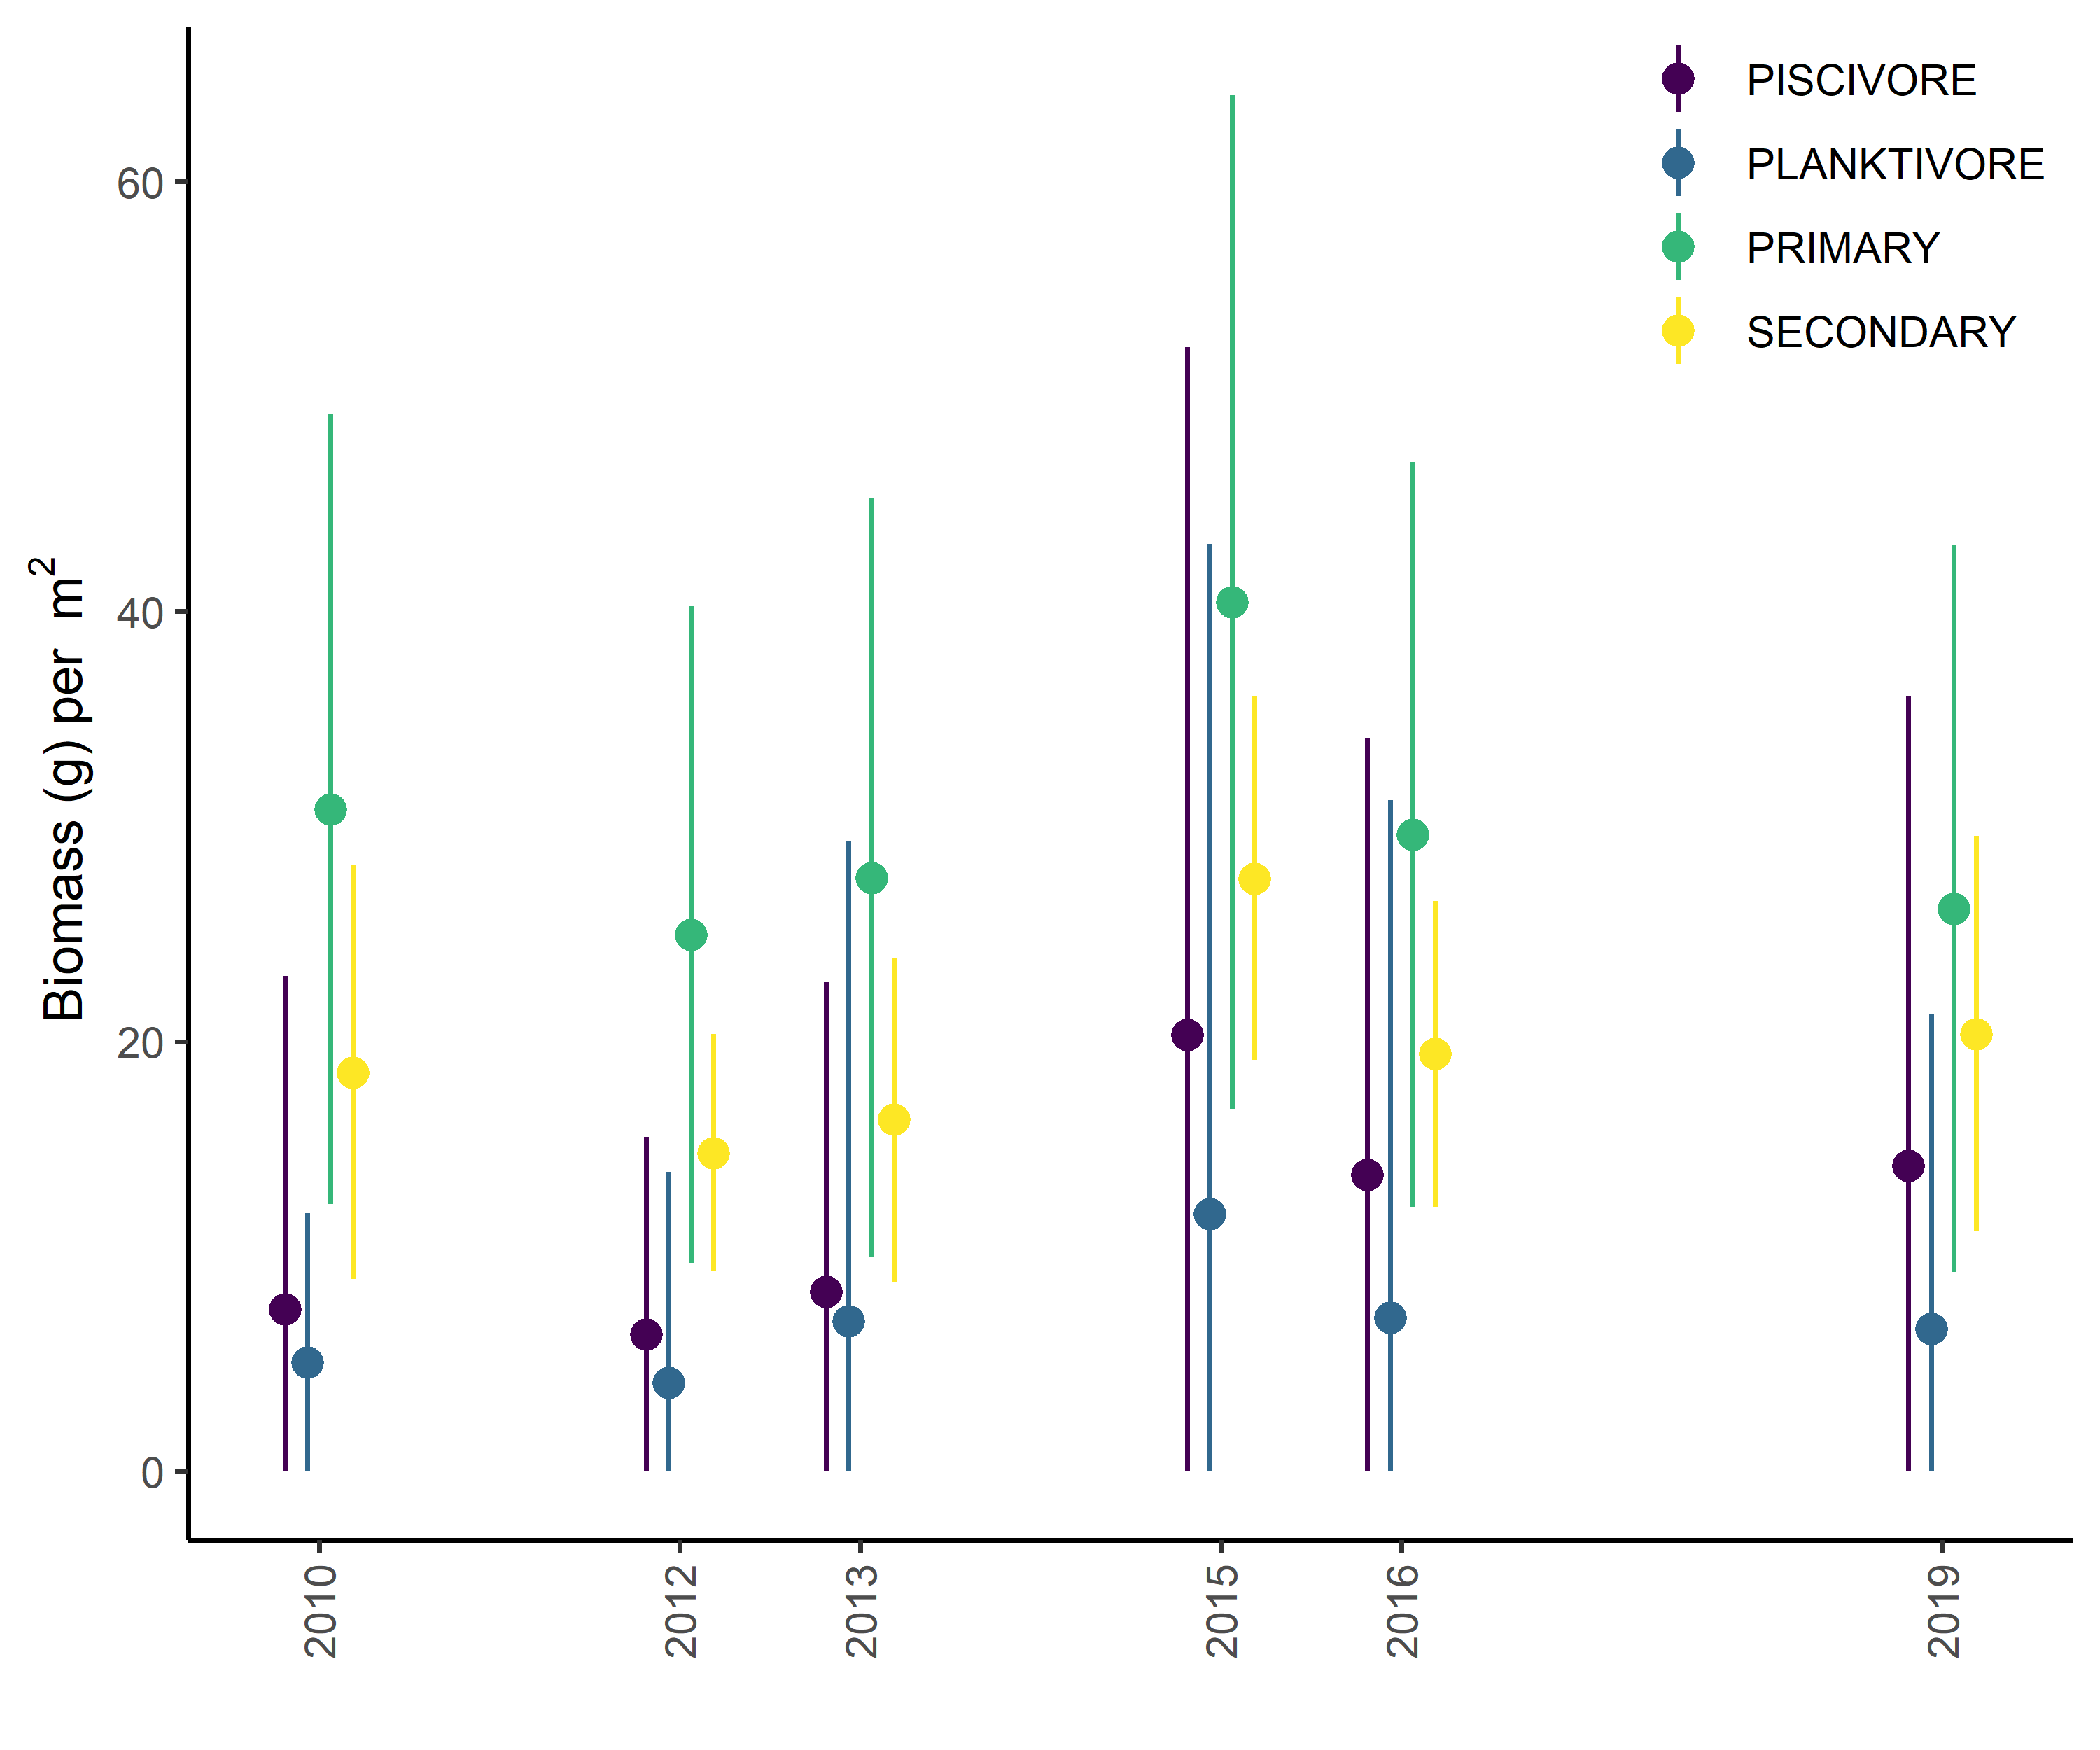 PISCIVORE
PLANKTIVORE
PRIMARY
SECONDARY
Biomass (g) per m²
60
40
20
0
2010
2012
2013
2015
2016
2019